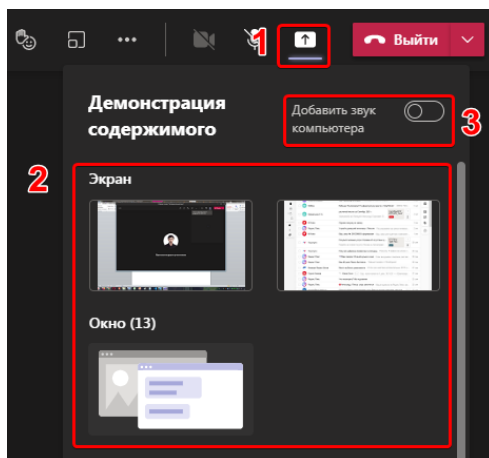 1
Выйти
Демонстрация
содержимого
Добавить звук
компьютера
3
2
Экран
Окно (13)